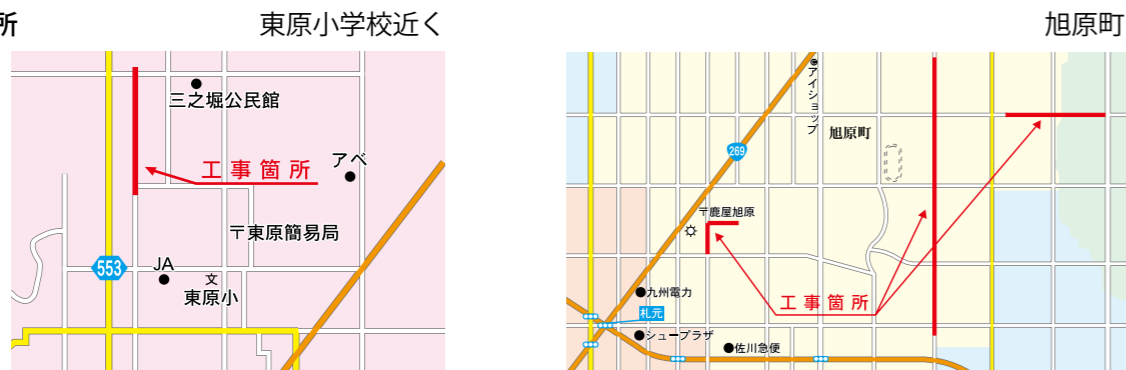 所
東原小学校近く
三之堀公民館
工事箇所
アベ
〒東原簡易局
553
JA
文
東原小
旭原町
アイショップ
旭原町
269
〒鹿屋旭原
九州電力
工事箇所
札元
シュープラザ
佐川急便